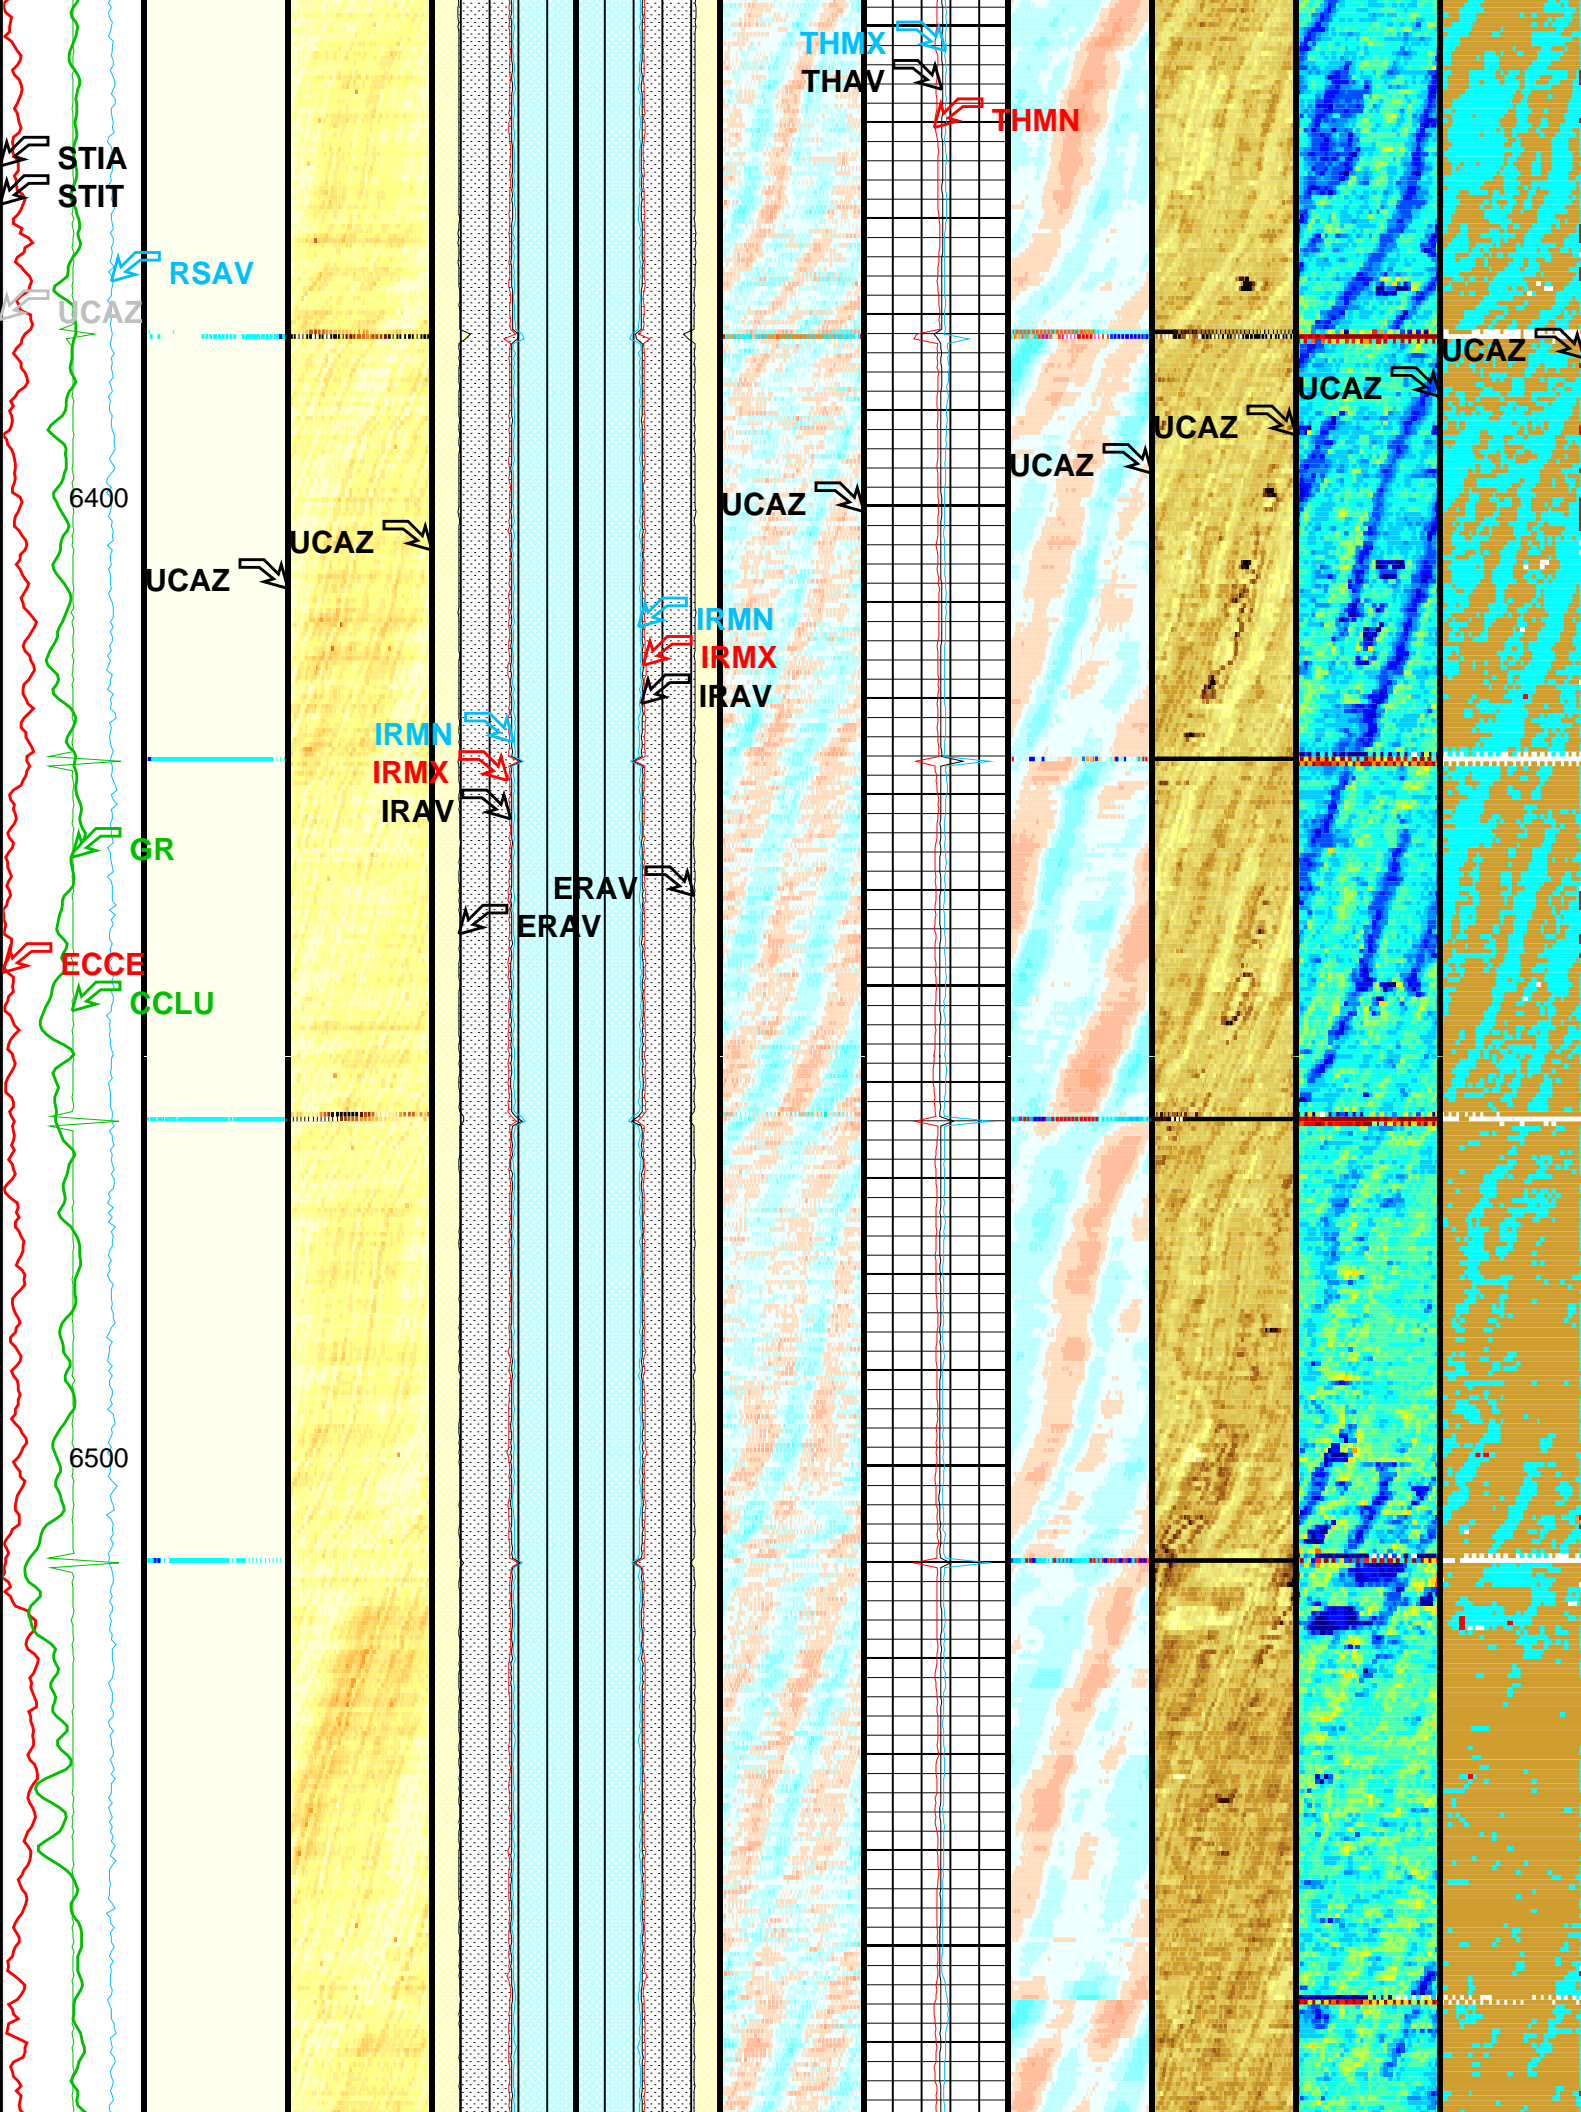 THMX
THAV
THMN
STIA
STIT
RSAV
UCAZ
UCAZ
UCAZ
UCAZ
UCAZ
6400
UCAZ
UCAZ
UCAZ
IRMN
IRMX
IRAV
IRMN
IRMX
IRAV
GR
ERAV
ERAV
ECCE
CCLU
6500